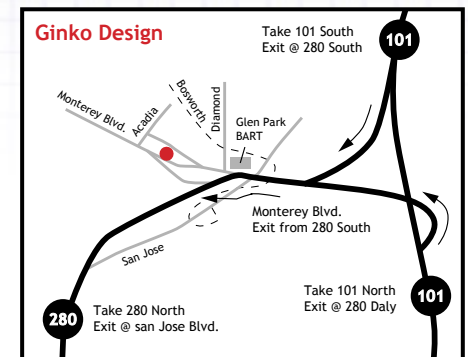 Ginko Design
Take 101 South
Exit @ 280 South
101
Bosworth
Diamond
Monterey Blvd.
Acadia
Glen Park
BART
Monterey Blvd.
Exit from 280 South
San Jose
Take 101 North
Exit @ 280 Daly
101
280
Take 280 North
Exit @ san Jose Blvd.